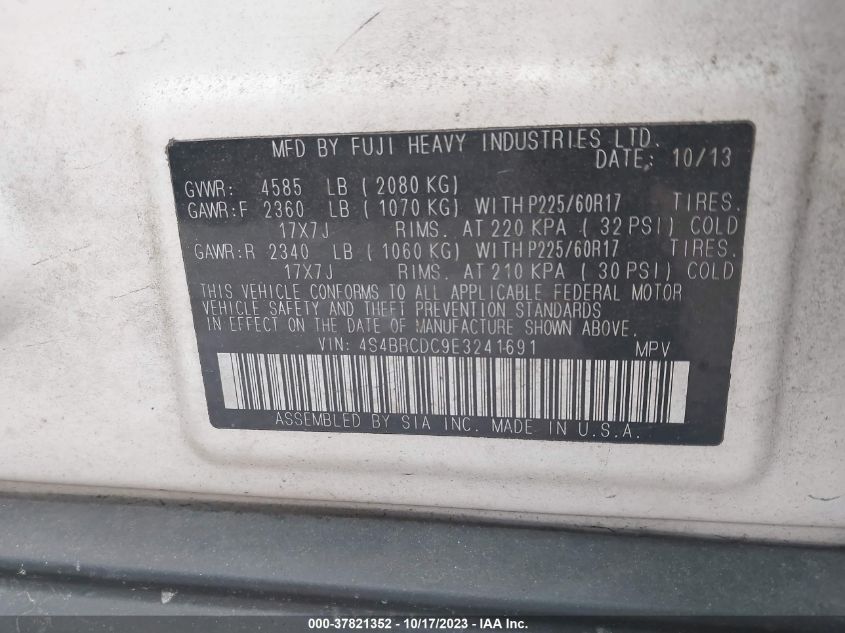 MFD BY FUJI HEAVY INDUSTRIES LTD.
DATE: 10/13
GVWR: 4585 LB ( 2080 KG)
GAWR:F 2360 LB ( 1070 KG) WITH P225/60R17 TIRES.
17X7J RIMS. AT 220 KPA ( 32 PSI) COLD
GAWR:R 2340 LB ( 1060 KG) WITH P225/60R17 TIRES.
17X7J RIMS. AT 210 KPA ( 30 PSI) COLD
THIS VEHICLE CONFORMS TO ALL APPLICABLE FEDERAL MOTOR
VEHICLE SAFETY AND THEFT PREVENTION STANDARDS
IN EFFECT ON THE DATE OF MANUFACTURE SHOWN ABOVE.
VIN: 4S4BRCDC9E3241691 MPV
ASSEMBLED BY SIA INC. MADE IN U.S.A.
000-37821352 - 10/17/2023 - https://www.iaai.com/